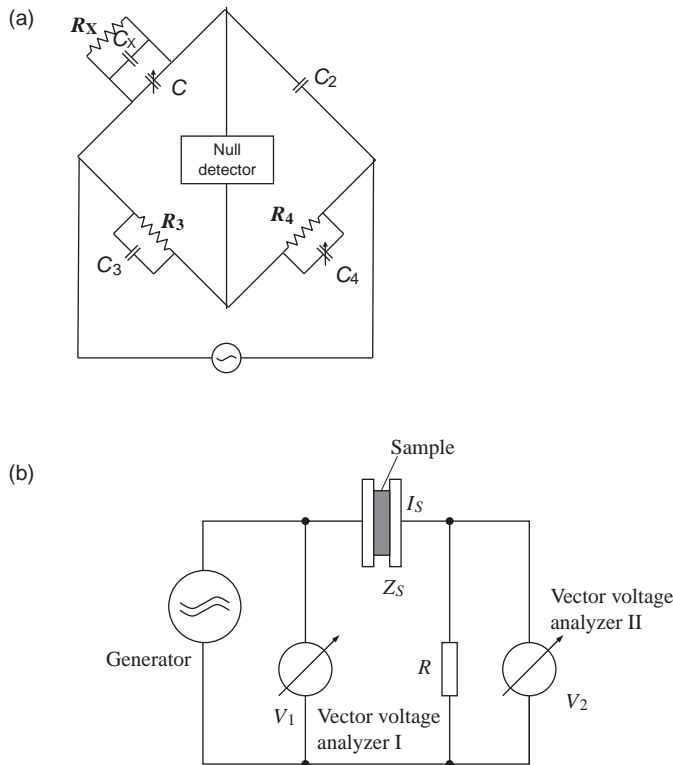 (a)
RX
CX
C
C2
Null
detector
R3
R4
C3
C4
(b)
Sample
IS
ZS
Vector voltage
analyzer II
Generator
R
V1
V2
Vector voltage
analyzer I